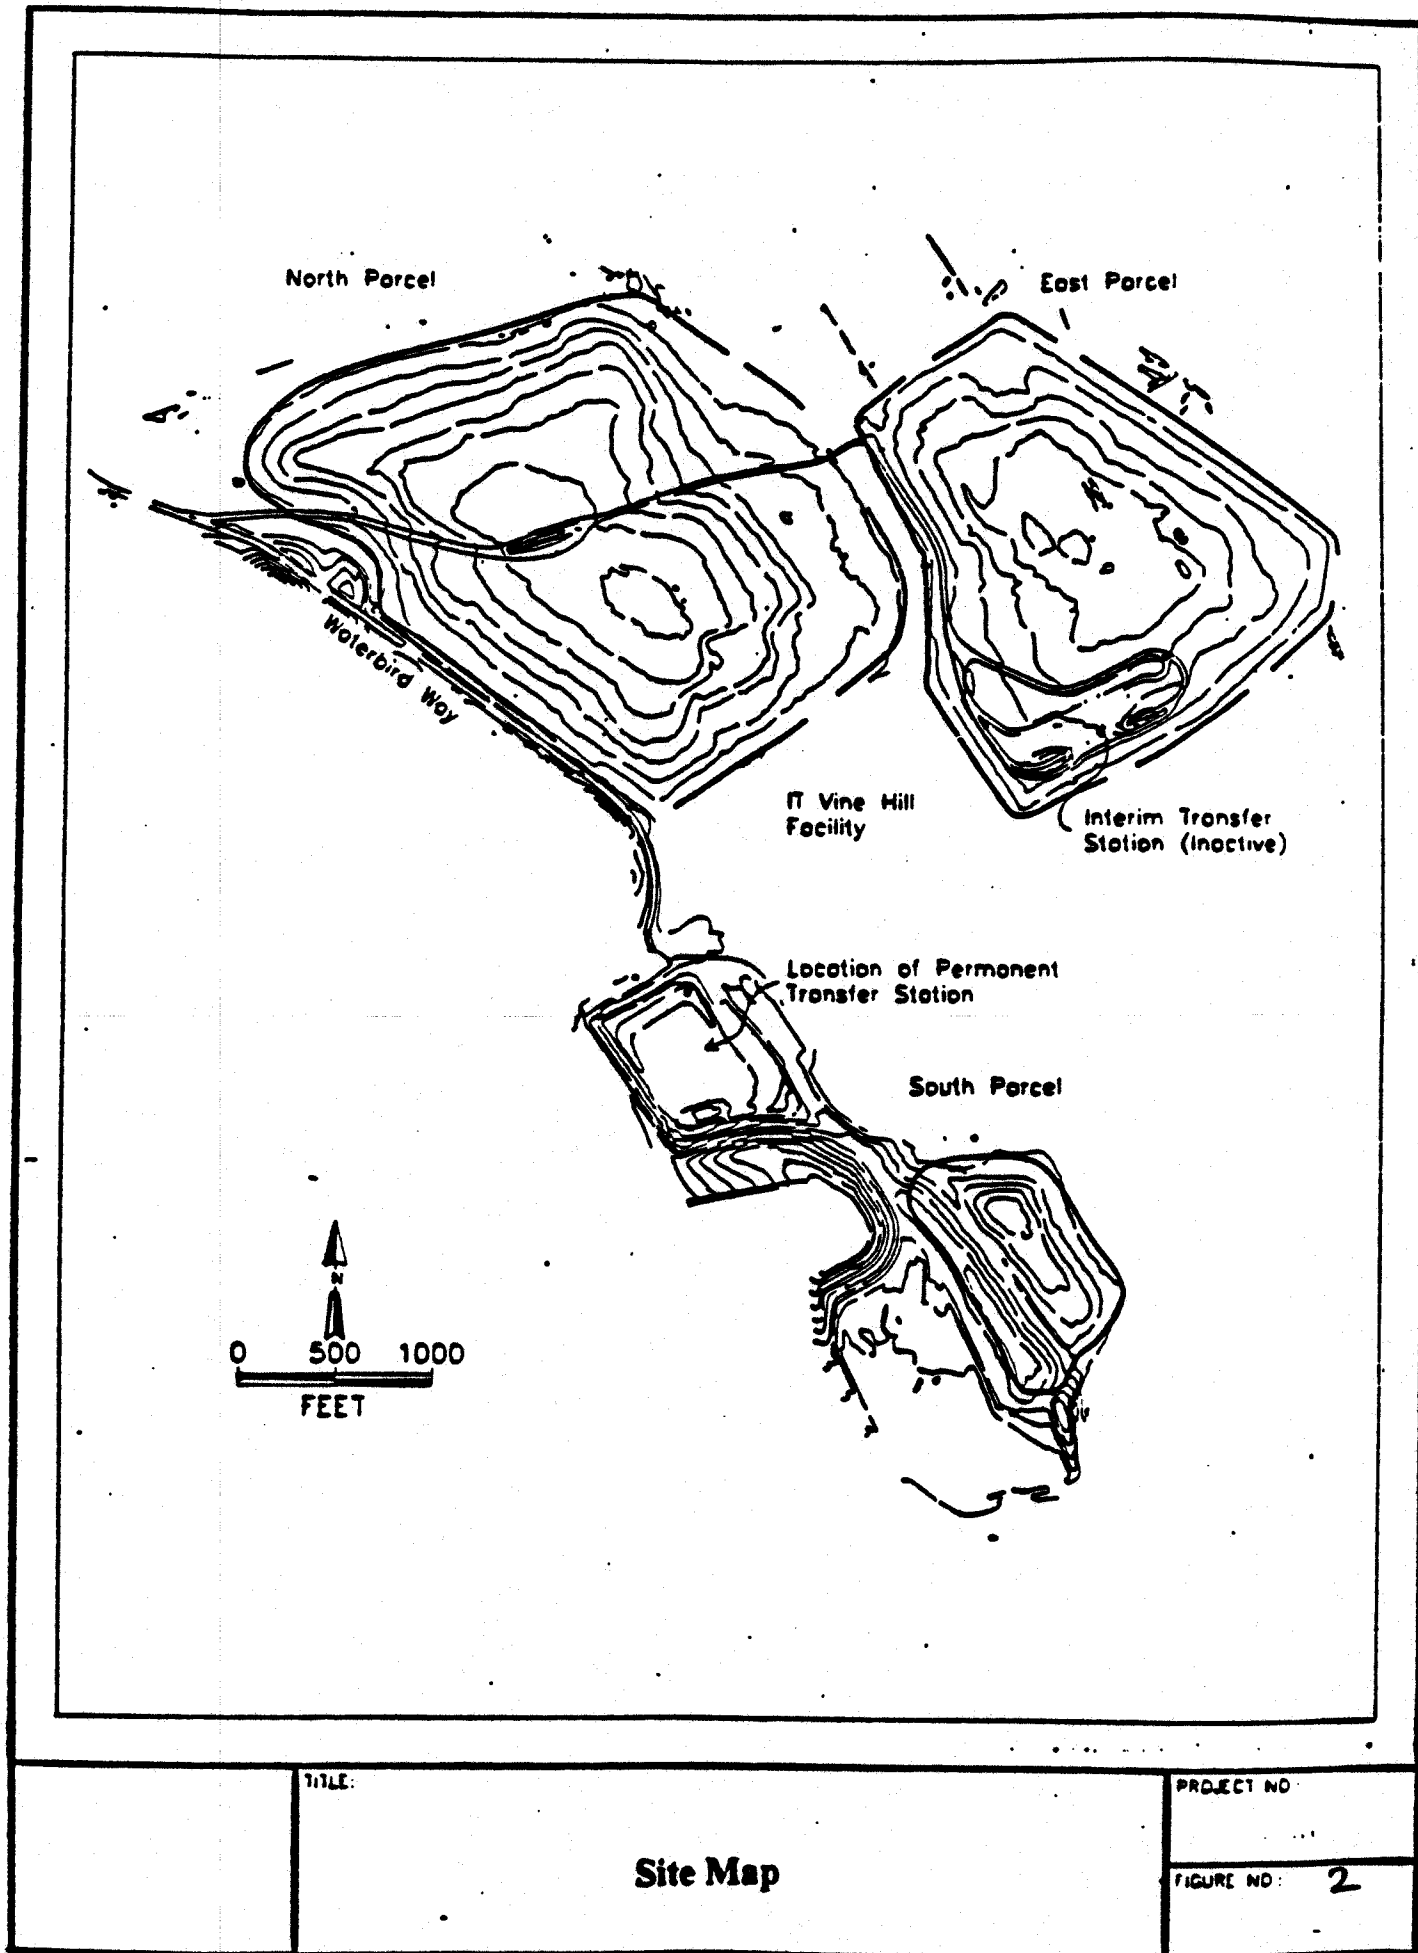 North Parcel
East Parcel
Waterbird Way
IT Vine Hill
Facility
Interim Transfer
Station (Inactive)
Location of Permanent
Transfer Station
South Parcel
N
0 500 1000
FEET
TITLE:
Site Map
PROJECT NO:
FIGURE NO: 2